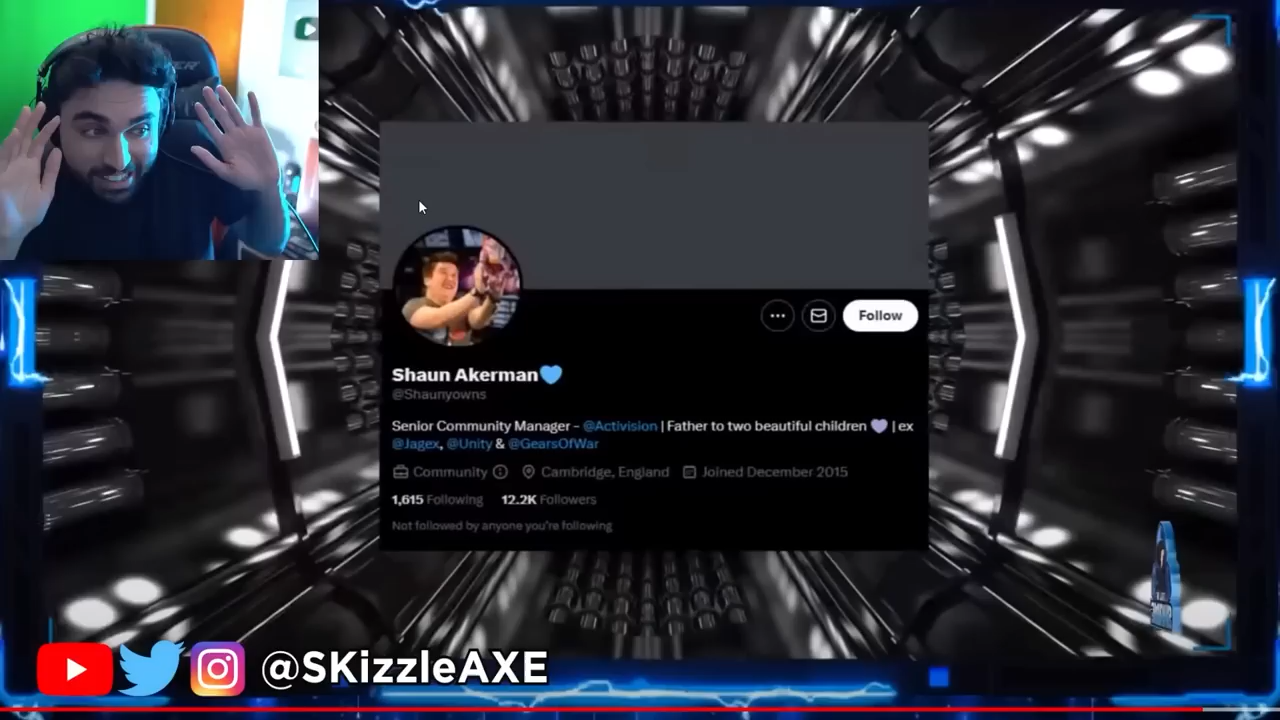 Follow
Shaun Akerman💙
@Shaunyowns
Senior Community Manager - @Activision | Father to two beautiful children 💜 | ex
@Jagex, @Unity & @GearsOfWar
Community Cambridge, England Joined December 2015
1,615 Following 12.2K Followers
Not followed by anyone you're following
@SKizzleAXE